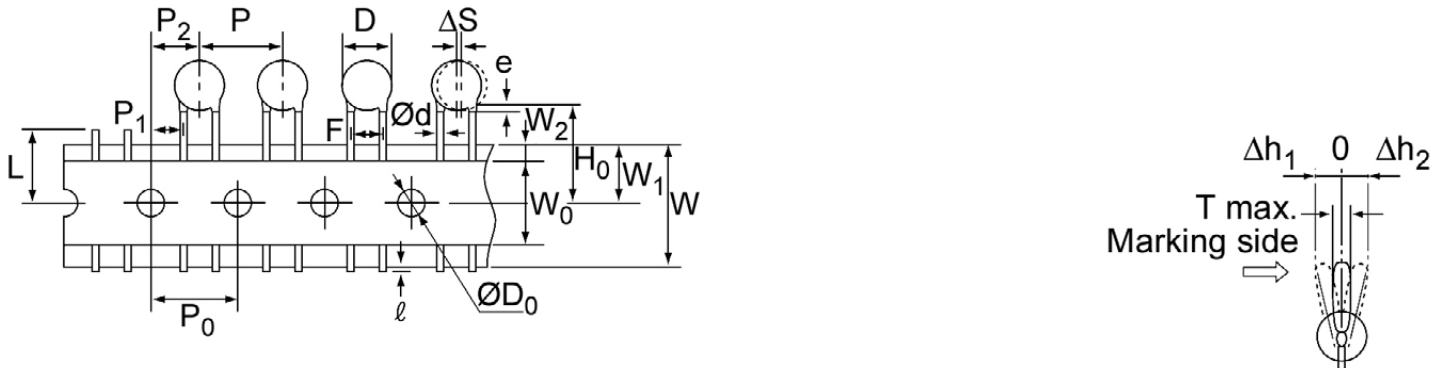 P₂ P D ΔS
e
P₁ F Ød W₂
L H₀ W₁ W
W₀
ØD₀
P₀ ℓ
Δh₁ 0 Δh₂
T max.
Marking side